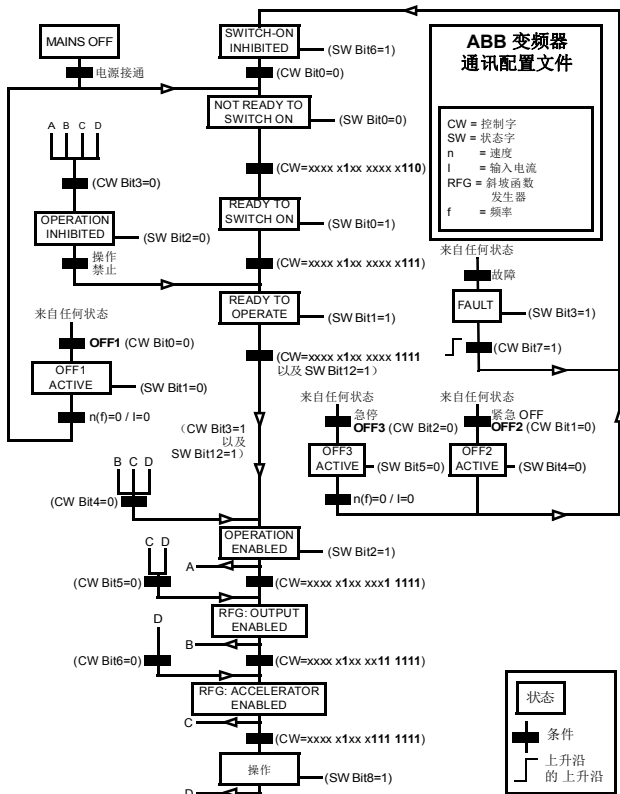 MAINS OFF
电源接通
SWITCH-ON
INHIBITED
(SW Bit6=1)
(CW Bit0=0)
ABB 变频器
通讯配置文件
CW = 控制字
SW = 状态字
n = 速度
I = 输入电流
RFG = 斜坡函数
发生器
f = 频率
NOT READY TO
SWITCH ON
(SW Bit0=0)
A B C D
(CW Bit3=0)
(CW=xxxx x1xx xxxx x110)
OPERATION
INHIBITED
(SW Bit2=0)
操作
禁止
READY TO
SWITCH ON
(SW Bit0=1)
(CW=xxxx x1xx xxxx x111)
来自任何状态
故障
FAULT
(SW Bit3=1)
(CW Bit7=1)
READY TO
OPERATE
(SW Bit1=1)
来自任何状态
OFF1 (CW Bit0=0)
OFF1
ACTIVE
(SW Bit1=0)
n(f)=0 / I=0
(CW=xxxx x1xx xxxx 1111
以及 SW Bit12=1）
（CW Bit3=1
以及
SW Bit12=1）
来自任何状态
急停
OFF3 (CW Bit2=0)
OFF3
ACTIVE
(SW Bit5=0)
n(f)=0 / I=0
来自任何状态
紧急 OFF
OFF2 (CW Bit1=0)
OFF2
ACTIVE
(SW Bit4=0)
B C D
(CW Bit4=0)
OPERATION
ENABLED
(SW Bit2=1)
A
C D
(CW Bit5=0)
(CW=xxxx x1xx xxx1 1111)
RFG: OUTPUT
ENABLED
B
D
(CW Bit6=0)
(CW=xxxx x1xx xx11 1111)
RFG: ACCELERATOR
ENABLED
C
(CW=xxxx x1xx x111 1111)
操作
(SW Bit8=1)
D
状态
条件
上升沿
的 上升沿